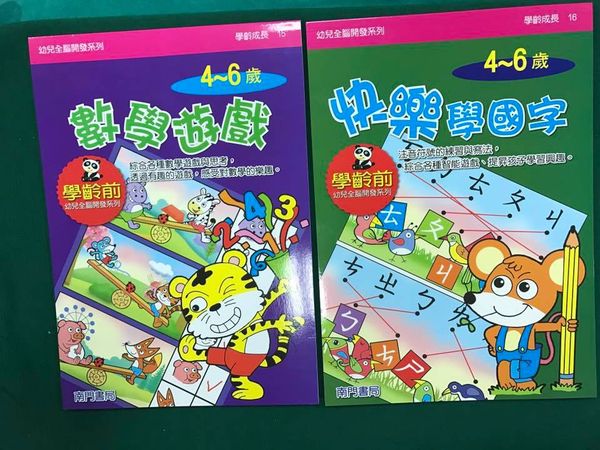 幼兒全腦開發系列
學齡成長 15
4~6歲
數學遊戲
綜合各種數學遊戲與思考，
透過有趣的遊戲，感受對數學的樂趣。
學齡前
幼兒全腦開發系列
南門書局
幼兒全腦開發系列
學齡成長 16
4~6歲
快樂學國字
注音符號的練習與寫法，
綜合各種智能遊戲、提昇孩子學習興趣。
學齡前
幼兒全腦開發系列
ㄊ ㄤ ㄐ
ㄊ ㄤ
ㄐ
ㄘ ㄓ ㄅ ㄘ
ㄅ
ㄘ ㄕ
南門書局